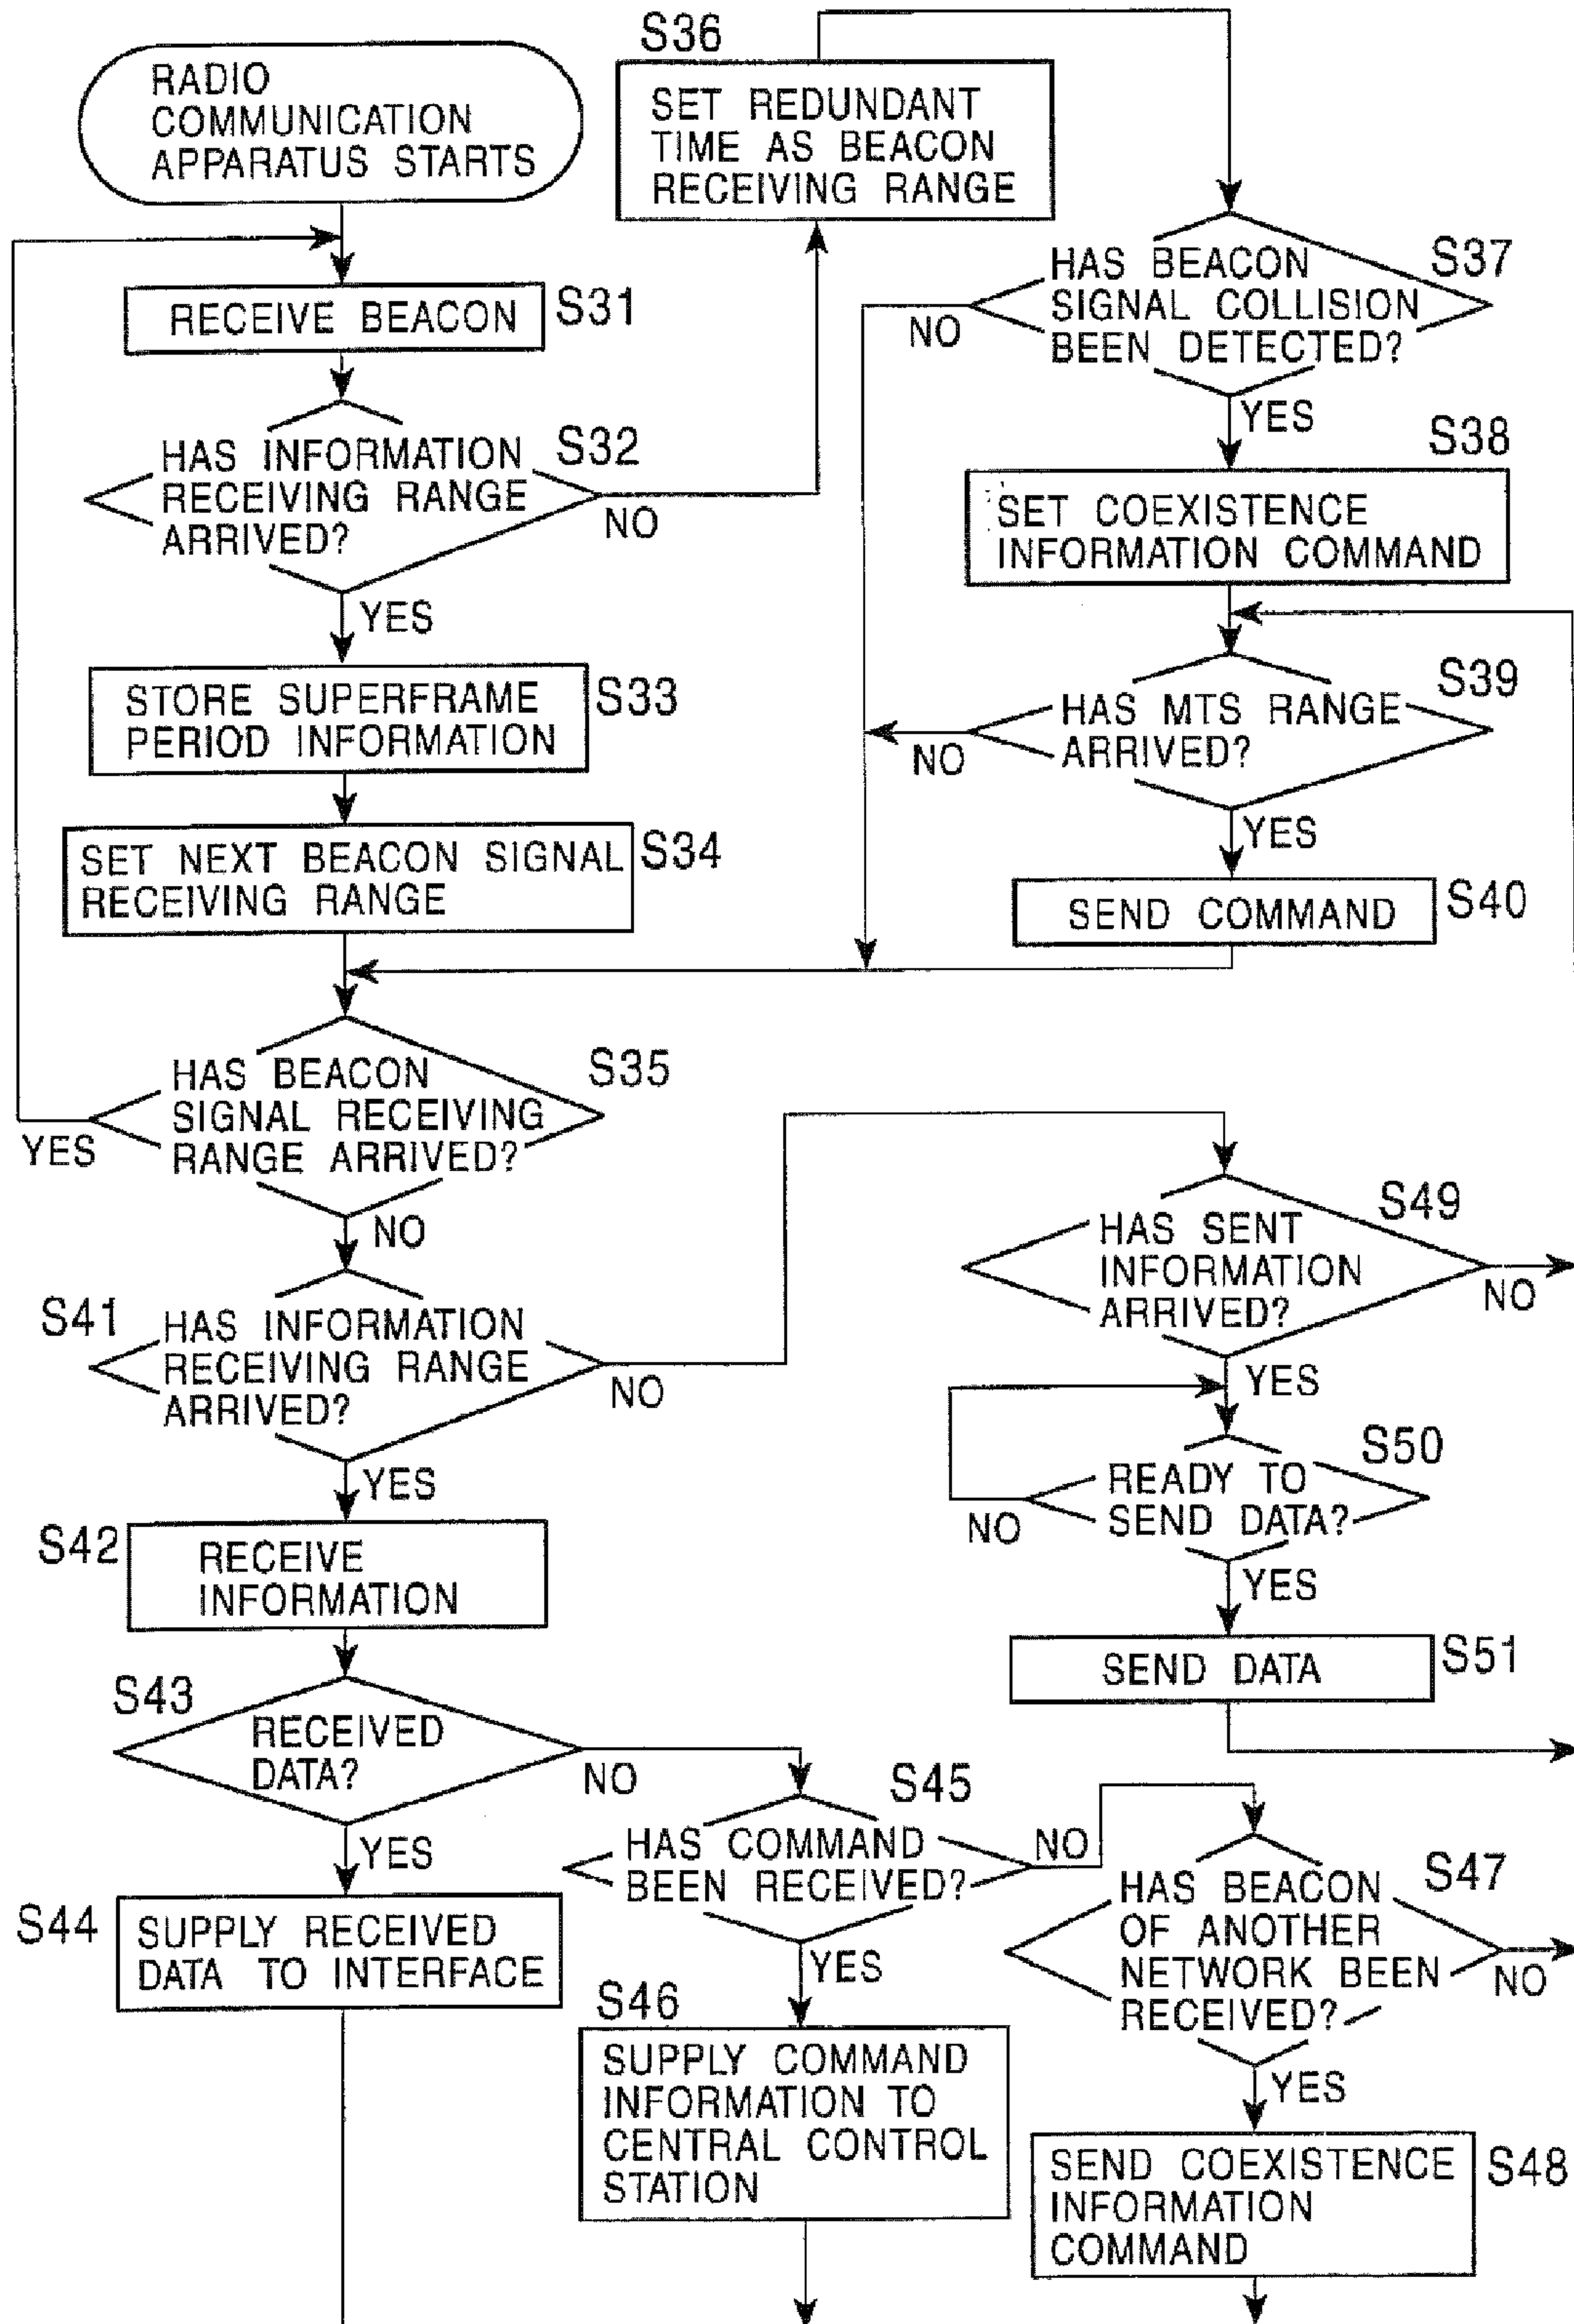 RADIO
COMMUNICATION
APPARATUS STARTS
RECEIVE BEACON
S31
HAS INFORMATION
RECEIVING RANGE
ARRIVED?
S32
NO
YES
STORE SUPERFRAME
PERIOD INFORMATION
S33
SET NEXT BEACON SIGNAL
RECEIVING RANGE
S34
HAS BEACON
SIGNAL RECEIVING
RANGE ARRIVED?
S35
YES
NO
S36
SET REDUNDANT
TIME AS BEACON
RECEIVING RANGE
HAS BEACON
SIGNAL COLLISION
BEEN DETECTED?
S37
NO
YES
S38
SET COEXISTENCE
INFORMATION COMMAND
HAS MTS RANGE
ARRIVED?
S39
NO
YES
SEND COMMAND
S40
S41
HAS INFORMATION
RECEIVING RANGE
ARRIVED?
NO
YES
S42
RECEIVE
INFORMATION
S43
RECEIVED
DATA?
NO
YES
S44
SUPPLY RECEIVED
DATA TO INTERFACE
S45
HAS COMMAND
BEEN RECEIVED?
NO
YES
S46
SUPPLY COMMAND
INFORMATION TO
CENTRAL CONTROL
STATION
S47
HAS BEACON
OF ANOTHER
NETWORK BEEN
RECEIVED?
NO
YES
SEND COEXISTENCE
INFORMATION
COMMAND
S48
S49
HAS SENT
INFORMATION
ARRIVED?
NO
YES
S50
READY TO
SEND DATA?
NO
YES
SEND DATA
S51